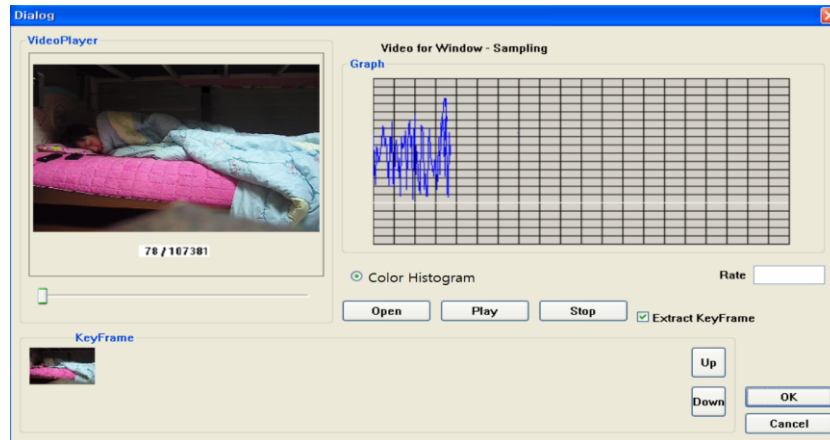 Dialog
VideoPlayer
Video for Window - Sampling
Graph
78 / 107381
Color Histogram
Rate
Open
Play
Stop
Extract KeyFrame
KeyFrame
Up
Down
OK
Cancel